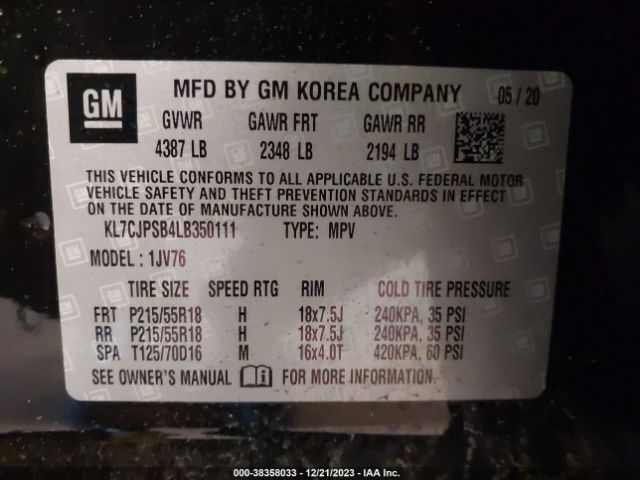 GM
MFD BY GM KOREA COMPANY 05 / 20
GVWR GAWR FRT GAWR RR
4387 LB 2348 LB 2194 LB
THIS VEHICLE CONFORMS TO ALL APPLICABLE U.S. FEDERAL MOTOR
VEHICLE SAFETY AND THEFT PREVENTION STANDARDS IN EFFECT
ON THE DATE OF MANUFACTURE SHOWN ABOVE.
KL7CJPSB4LB350111 TYPE: MPV
MODEL : 1JV76
TIRE SIZE SPEED RTG RIM COLD TIRE PRESSURE
FRT P215/55R18 H 18x7.5J 240KPA, 35 PSI
RR P215/55R18 H 18x7.5J 240KPA, 35 PSI
SPA T125/70D16 M 16x4.0T 420KPA, 60 PSI
SEE OWNER'S MANUAL FOR MORE INFORMATION.
000-38358033 — 12/21/2023 — IAA Inc.